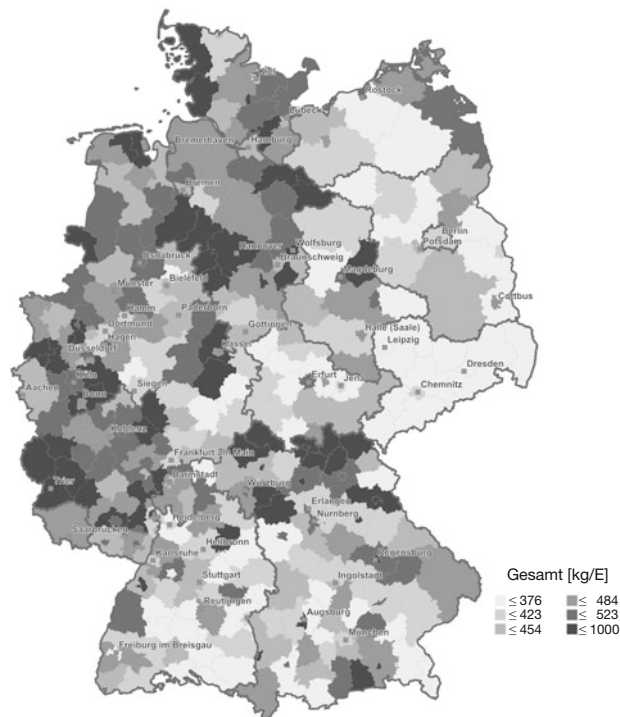 Kiel
Rostock
Lübeck
Bremerhaven
Hamburg
Bremen
Berlin
Potsdam
Hannover
Wolfsburg
Osnabrück
Braunschweig
Magdeburg
Bielefeld
Münster
Cottbus
Hamm
Paderborn
Dortmund
Göttingen
Halle (Saale)
Hagen
Leipzig
Düsseldorf
Kassel
Dresden
Köln
Erfurt
Jena
Aachen
Siegen
Chemnitz
Bonn
Koblenz
Frankfurt am Main
Trier
Darmstadt
Würzburg
Erlangen
Heidelberg
Nürnberg
Saarbrücken
Heilbronn
Regensburg
Karlsruhe
Stuttgart
Ingolstadt
Reutlingen
Augsburg
München
Freiburg im Breisgau
Gesamt [kg/E]
≤ 376 ≤ 484
≤ 423 ≤ 523
≤ 454 ≤ 1000